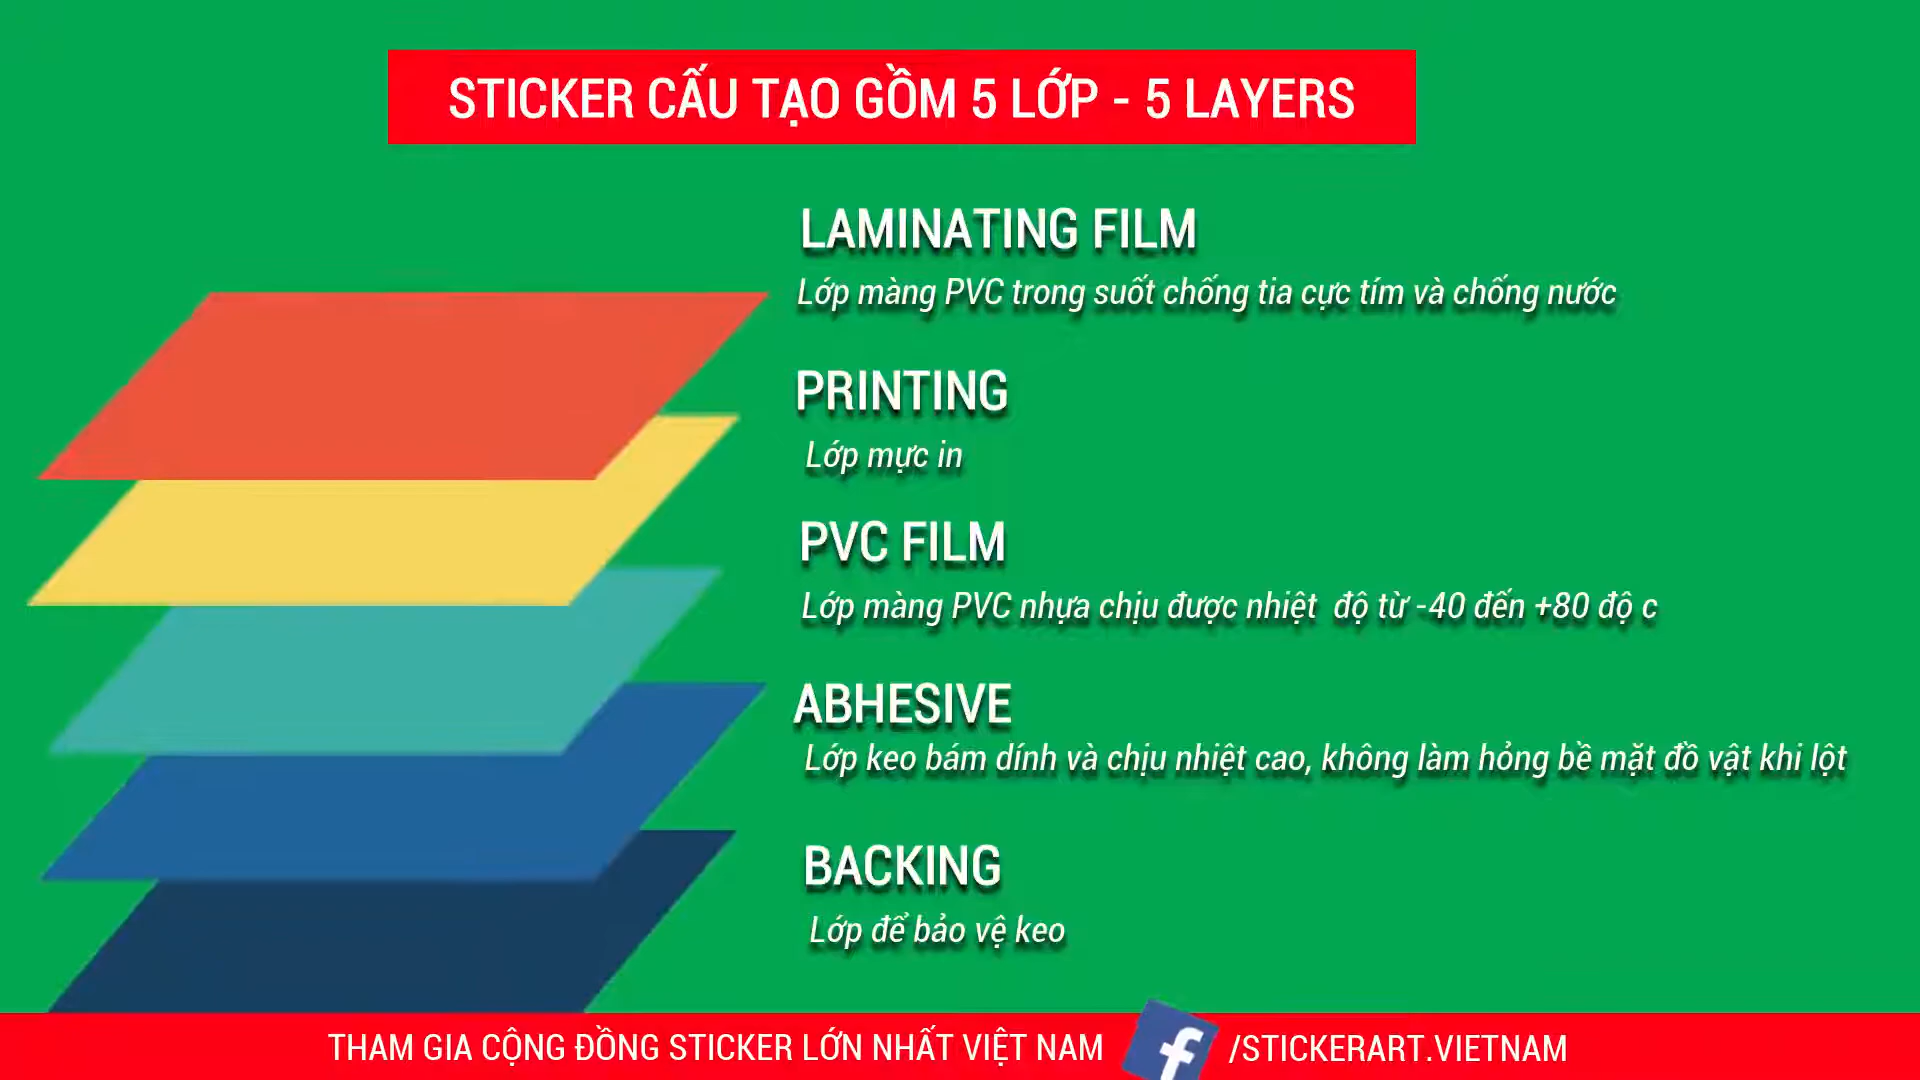 STICKER CẤU TẠO GỒM 5 LỚP - 5 LAYERS
LAMINATING FILM
Lớp màng PVC trong suốt chống tia cực tím và chống nước
PRINTING
Lớp mực in
PVC FILM
Lớp màng PVC nhựa chịu được nhiệt độ từ -40 đến +80 độ c
ABHESIVE
Lớp keo bám dính và chịu nhiệt cao, không làm hỏng bề mặt đồ vật khi lột
BACKING
Lớp để bảo vệ keo
THAM GIA CỘNG ĐỒNG STICKER LỚN NHẤT VIỆT NAM f /STICKERART.VIETNAM